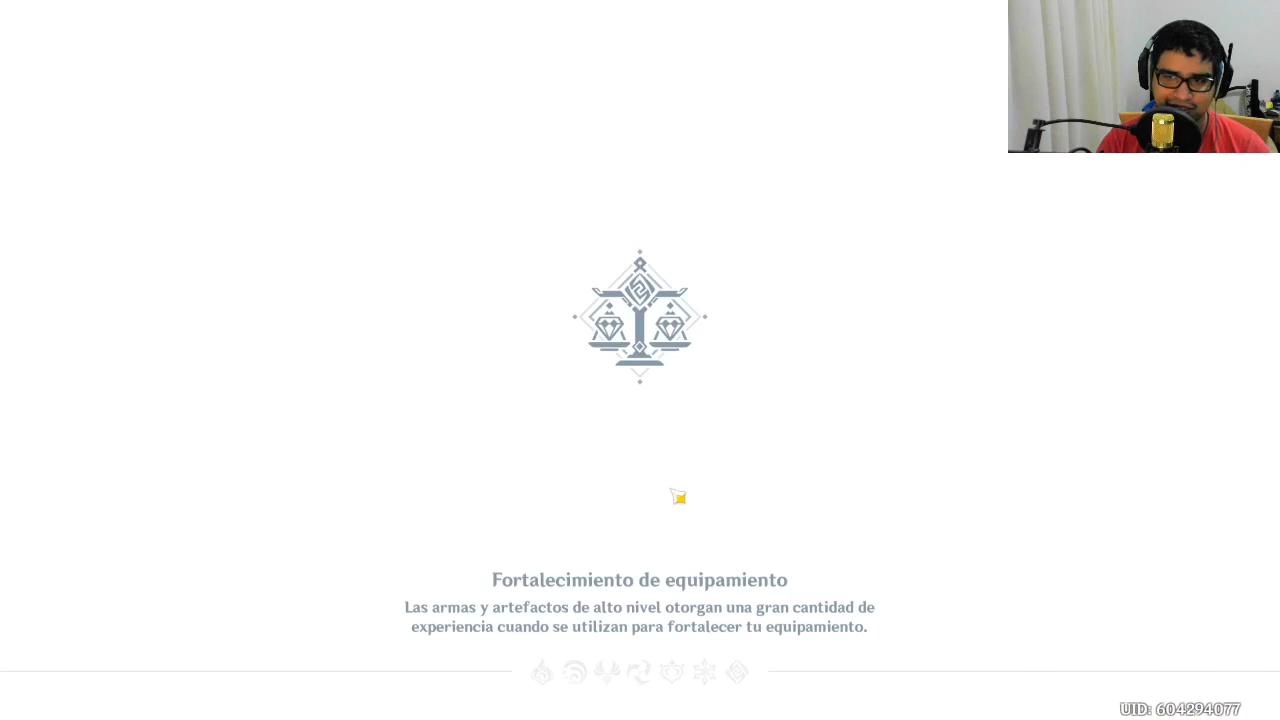 Fortalecimiento de equipamiento
Las armas y artefactos de alto nivel otorgan una gran cantidad de
experiencia cuando se utilizan para fortalecer tu equipamiento.
UID: 604294077